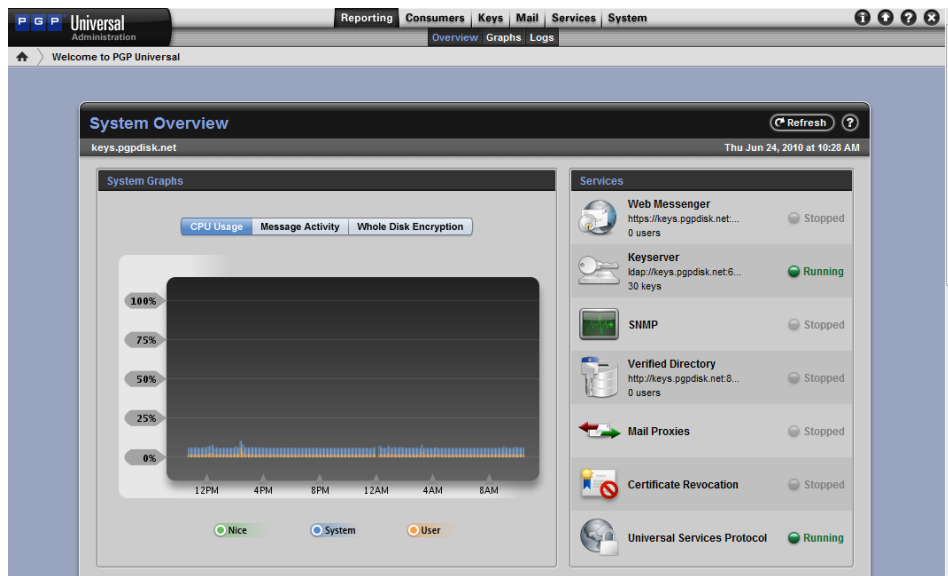 PGP Universal
Administration
Reporting Consumers Keys Mail Services System
Overview Graphs Logs
Welcome to PGP Universal
System Overview
Refresh
keys.pgpdisk.net
Thu Jun 24, 2010 at 10:28 AM
System Graphs
CPU Usage Message Activity Whole Disk Encryption
100%
75%
50%
25%
0%
12PM 4PM 8PM 12AM 4AM 8AM
Nice System User
Services
Web Messenger
https://keys.pgpdisk.net:...
0 users
Stopped
Keyserver
ldap://keys.pgpdisk.net:6...
30 keys
Running
SNMP
Stopped
Verified Directory
http://keys.pgpdisk.net:8...
0 users
Stopped
Mail Proxies
Stopped
Certificate Revocation
Stopped
Universal Services Protocol
Running